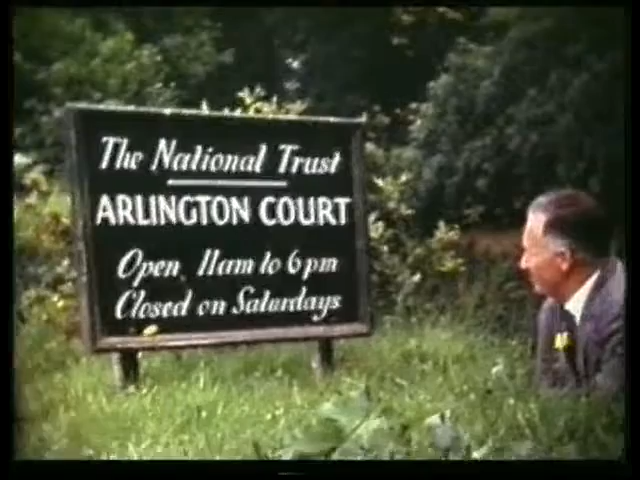 The National Trust
ARLINGTON COURT
Open 11am to 6pm
Closed on Saturdays